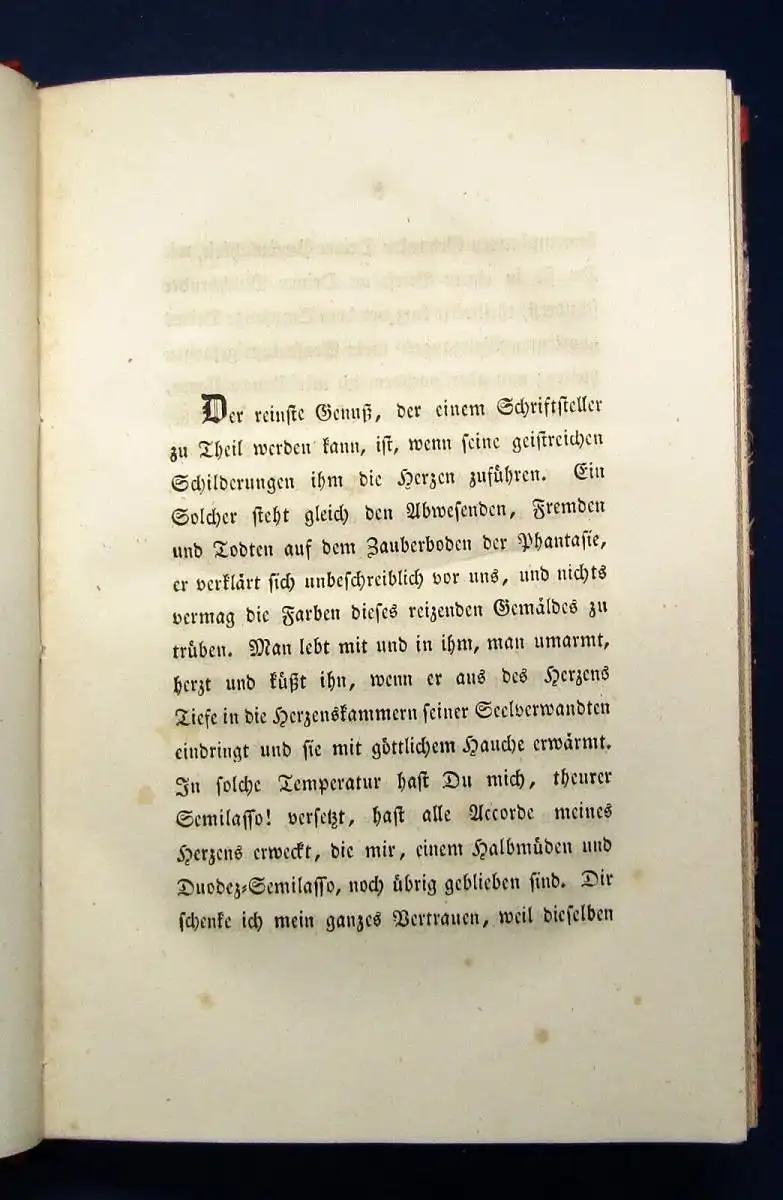 Der reinste Genuß, der einem Schriftsteller
zu Theil werden kann, ist, wenn seine geistreichen
Schilderungen ihm die Herzen zuführen. Ein
Solcher steht gleich den Abwesenden, Fremden
und Todten auf dem Zauberboden der Phantasie,
er verklärt sich unbeschreiblich vor uns, und nichts
vermag die Farben dieses reizenden Gemäldes zu
trüben. Man lebt mit und in ihm, man umarmt,
herzt und küßt ihn, wenn er aus des Herzens
Tiefe in die Herzenskammern seiner Seelverwandten
eindringt und sie mit göttlichem Hauche erwärmt.
In solche Temperatur hast Du mich, theurer
Semilasso! versetzt, hast alle Accorde meines
Herzens erweckt, die mir, einem Halbmüden und
Duodez-Semilasso, noch übrig geblieben sind. Dir
schenke ich mein ganzes Vertrauen, weil dieselben